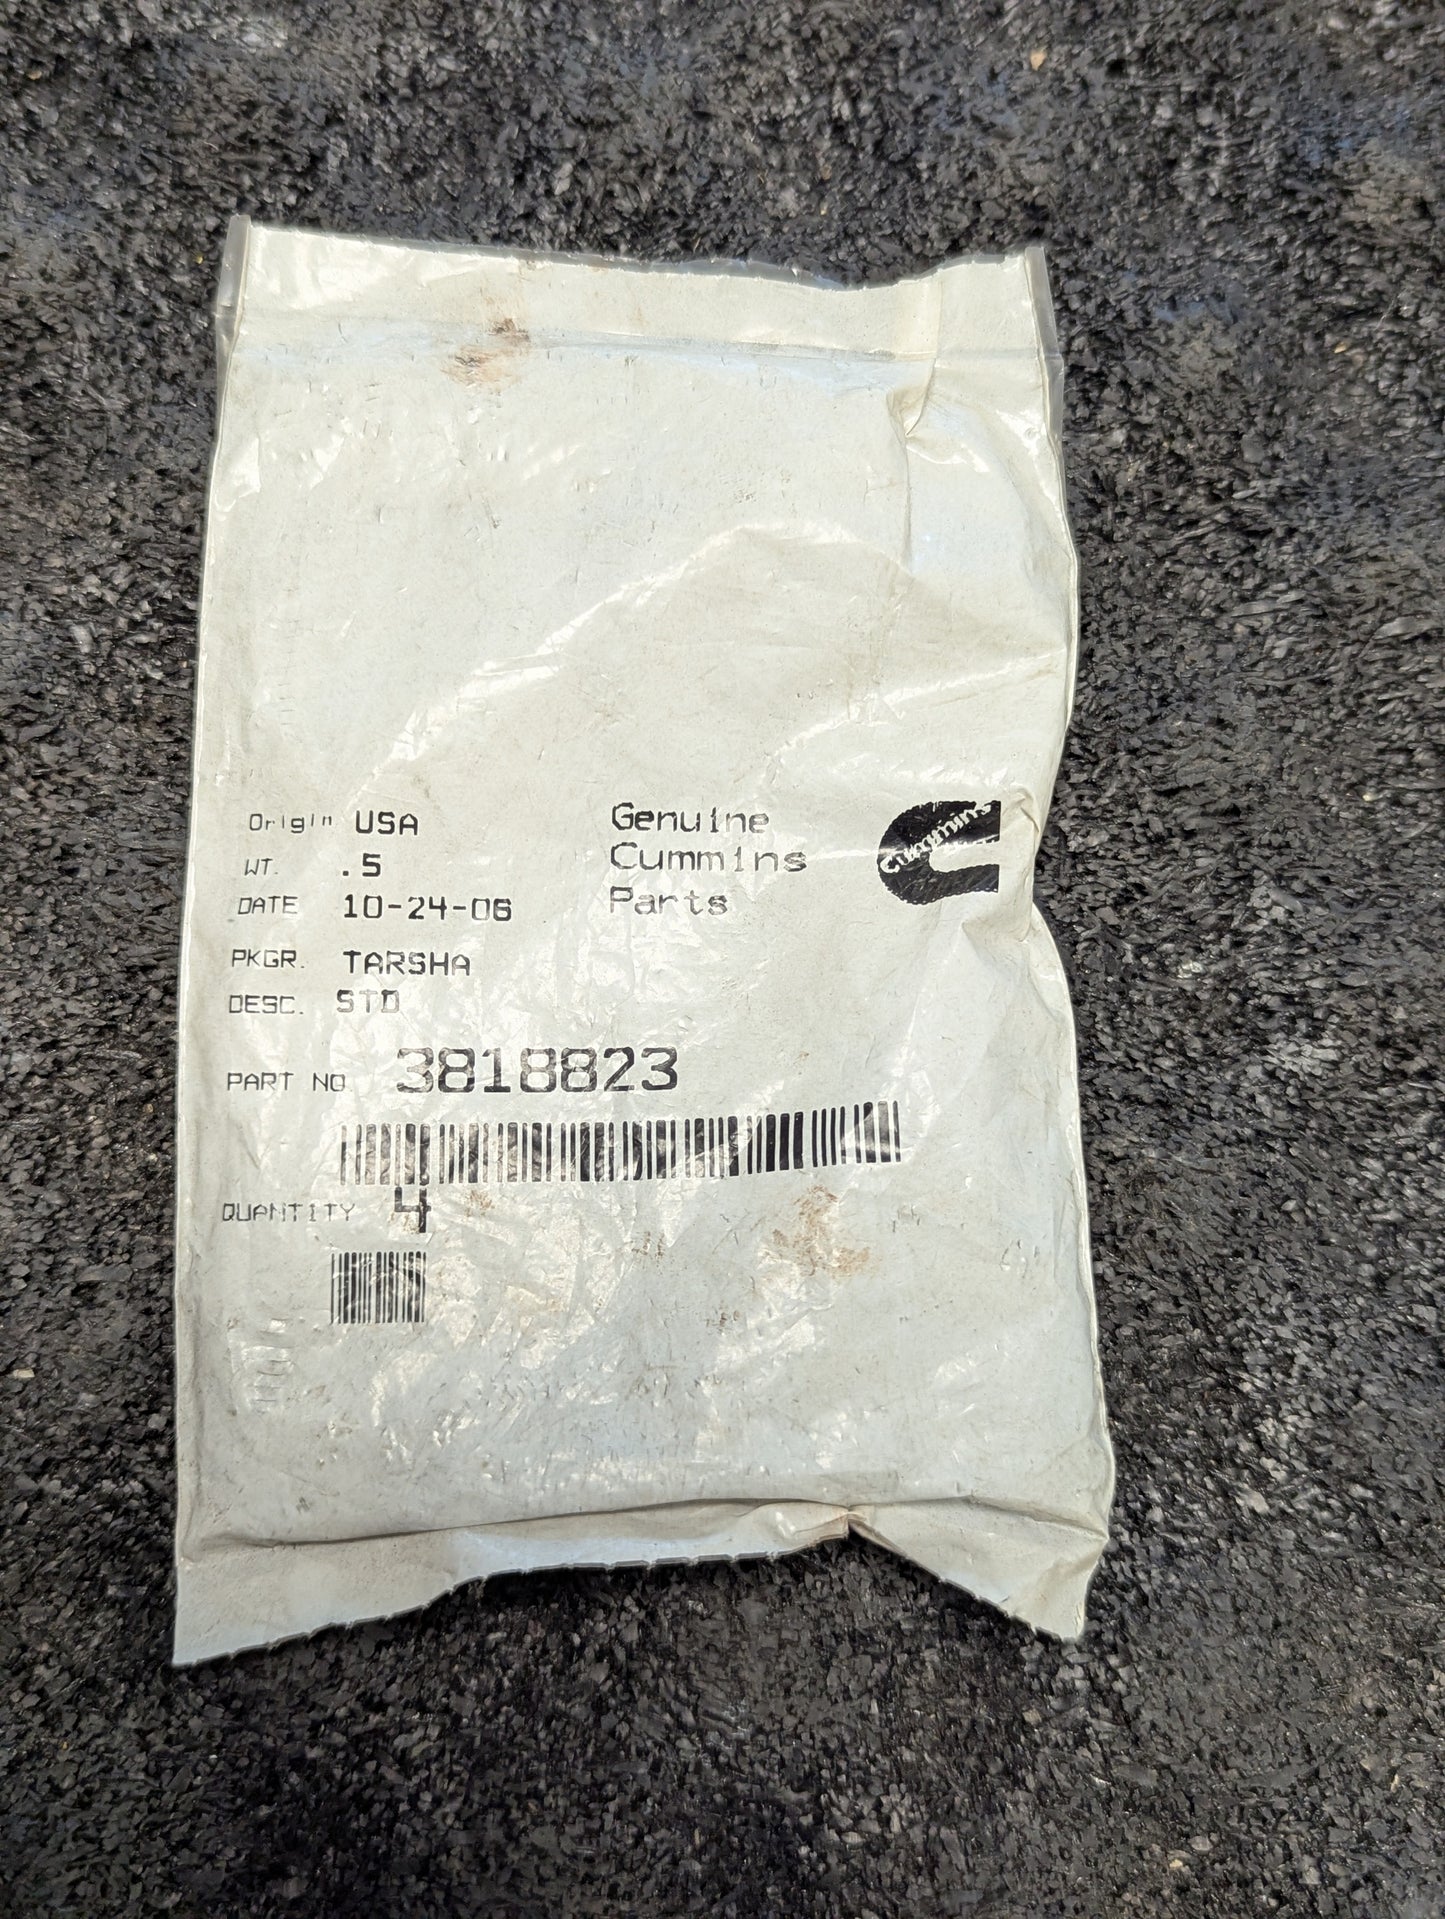 Origin USA
WT. .5
DATE 10-24-06
PKGR. TARSHA
DESC. STD
Genuine
Cummins
Parts
Cummins
PART NO. 3818823
QUANTITY 4